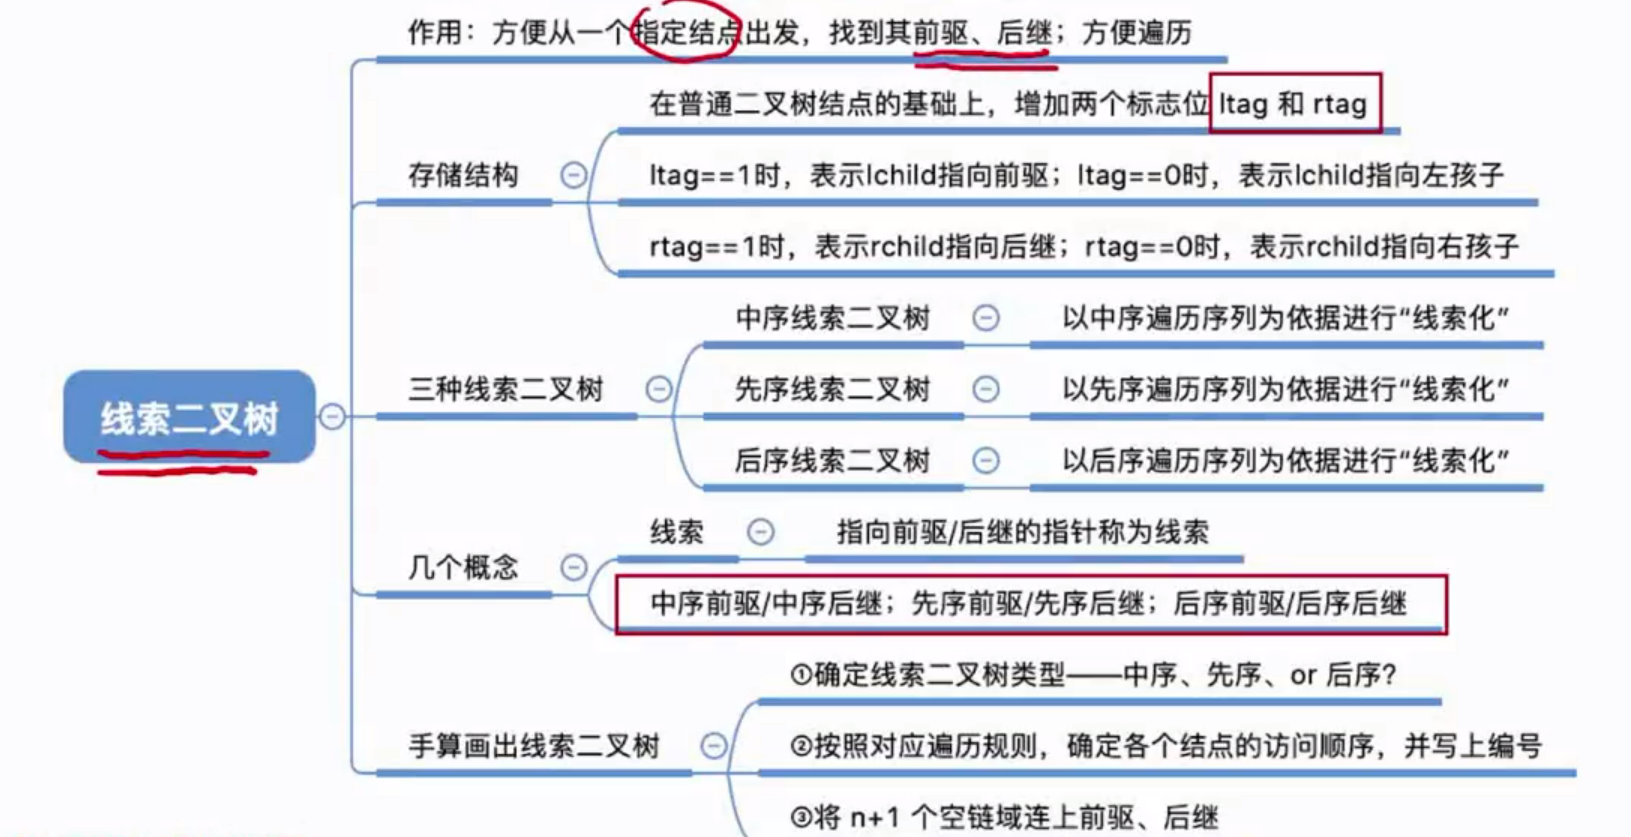 作用：方便从一个指定结点出发，找到其前驱、后继；方便遍历
在普通二叉树结点的基础上，增加两个标志位 ltag 和 rtag
存储结构
ltag==1时，表示lchild指向前驱；ltag==0时，表示lchild指向左孩子
rtag==1时，表示rchild指向后继；rtag==0时，表示rchild指向右孩子
中序线索二叉树 以中序遍历序列为依据进行“线索化”
三种线索二叉树
先序线索二叉树 以先序遍历序列为依据进行“线索化”
线索二叉树
后序线索二叉树 以后序遍历序列为依据进行“线索化”
线索 指向前驱/后继的指针称为线索
几个概念
中序前驱/中序后继；先序前驱/先序后继；后序前驱/后序后继
①确定线索二叉树类型——中序、先序、or 后序？
手算画出线索二叉树
②按照对应遍历规则，确定各个结点的访问顺序，并写上编号
③将 n+1 个空链域连上前驱、后继